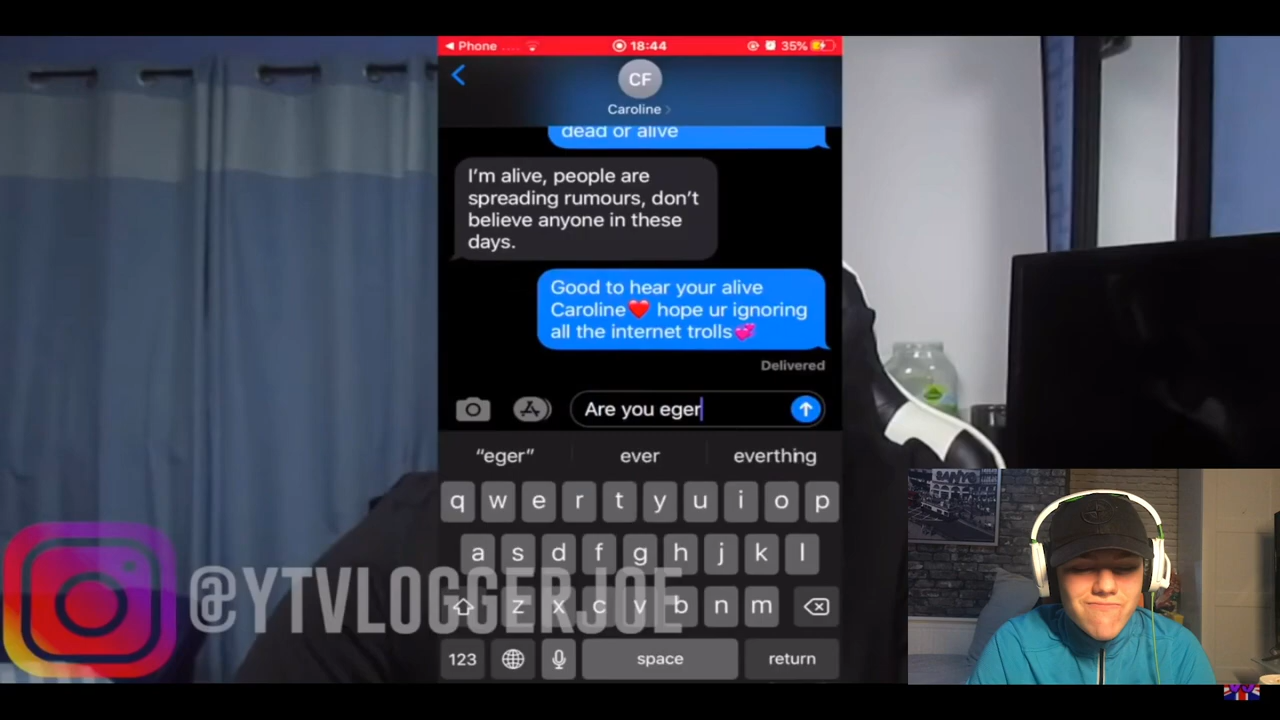 Phone ....
18:44
35%
CF
Caroline
dead or alive
I'm alive, people are
spreading rumours, don't
believe anyone in these
days.
Good to hear your alive
Caroline❤️ hope ur ignoring
all the internet trolls💞
Delivered
Are you eger
"eger" ever everthing
q w e r t y u i o p
a s d f g h j k l
z x c v b n m
@YTVLOGGERJOE
123 space return